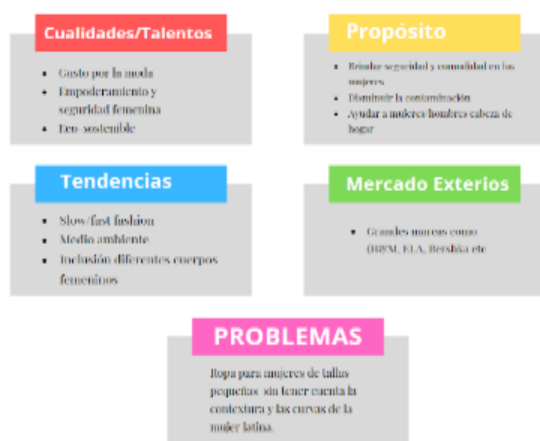 Cualidades/Talentos
Gusto por la moda
Empoderamiento y
seguridad femenina
Eco-sostenible
Propósito
Brindar seguridad y comodidad en las
mujeres
Disminuir la contaminación
Ayudar a mujeres/hombres cabeza de
hogar
Tendencias
Slow/fast fashion
Medio ambiente
Inclusión diferentes cuerpos
femeninos
Mercado Exterios
Grandes marcas como
(H&M, ELA, Bershka etc
PROBLEMAS
Ropa para mujeres de tallas
pequeñas sin tener cuenta la
contextura y las curvas de la
mujer latina.